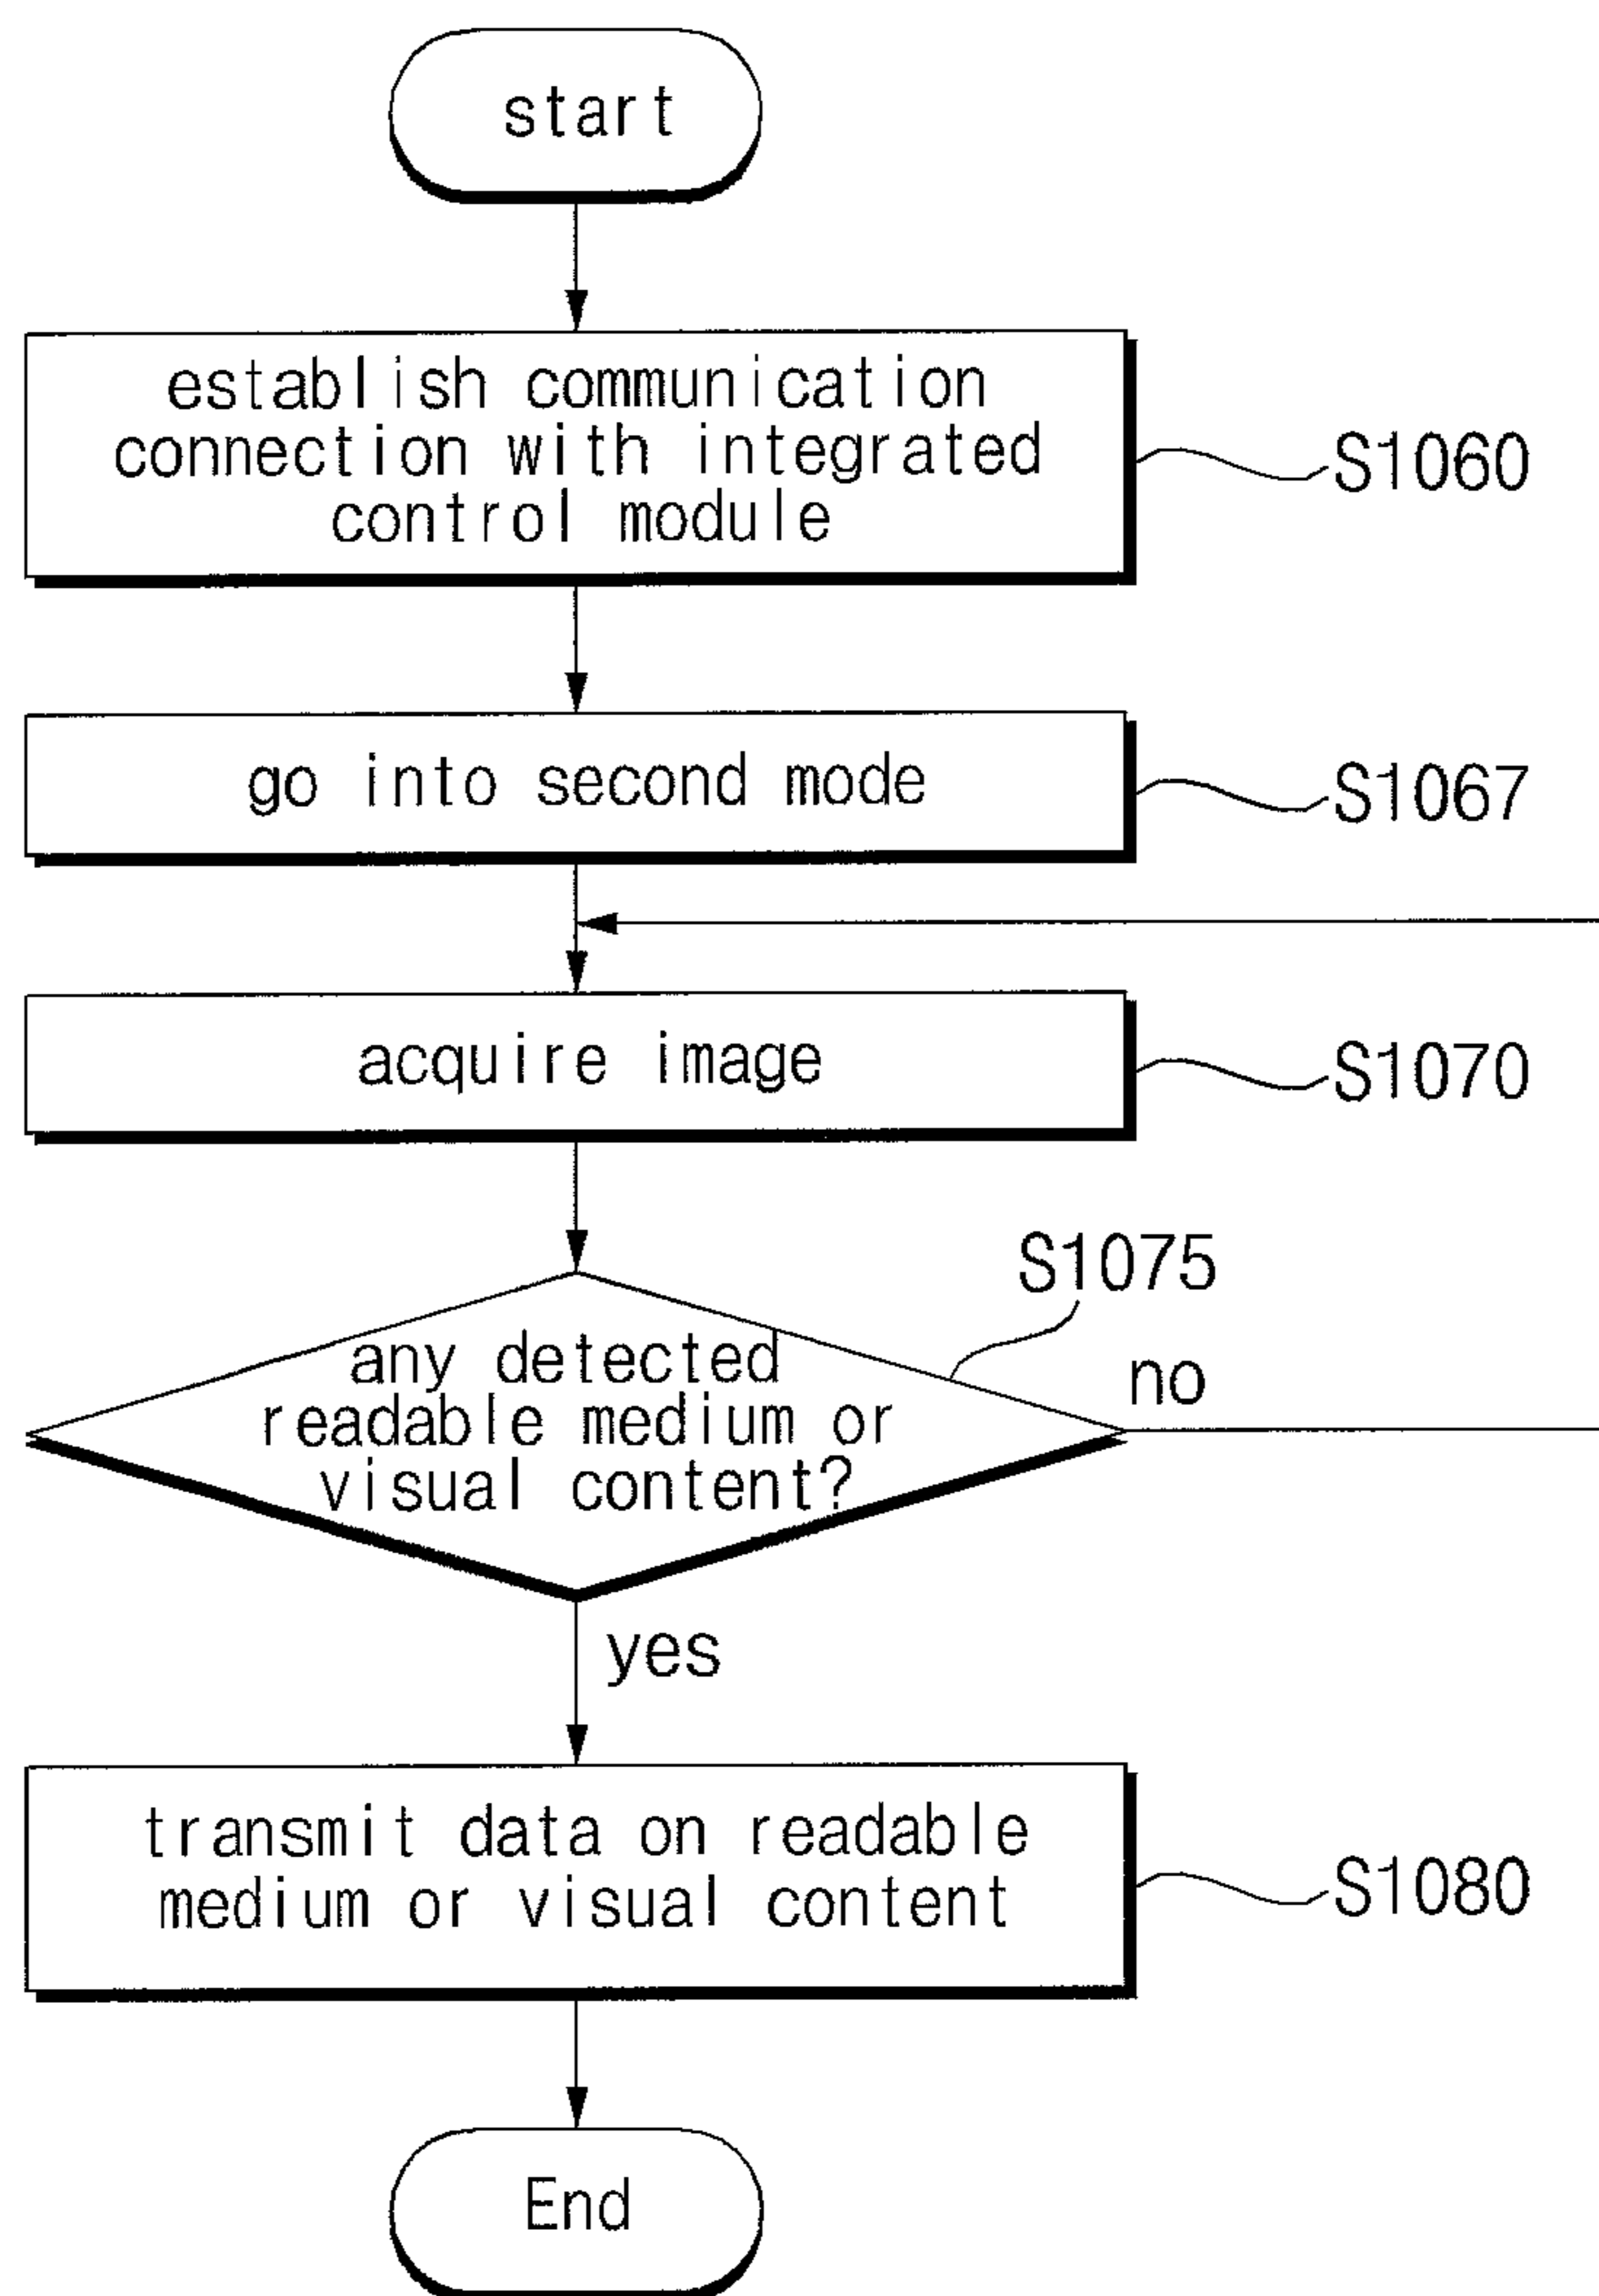 start
establish communication
connection with integrated
control module
S1060
go into second mode
S1067
acquire image
S1070
S1075
any detected
readable medium or
visual content?
no
yes
transmit data on readable
medium or visual content
S1080
End